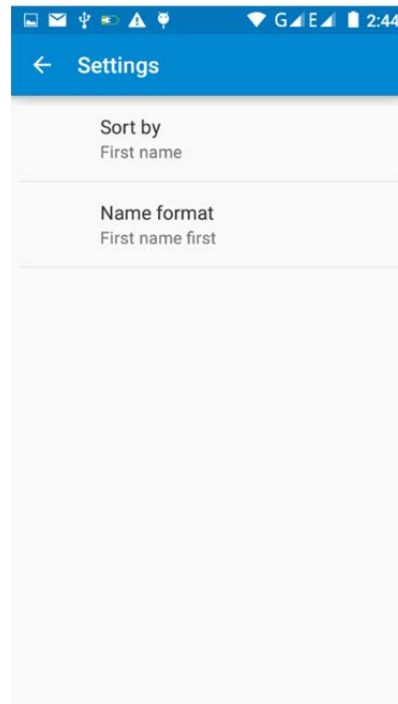 G E 2:44
Settings
Sort by
First name
Name format
First name first